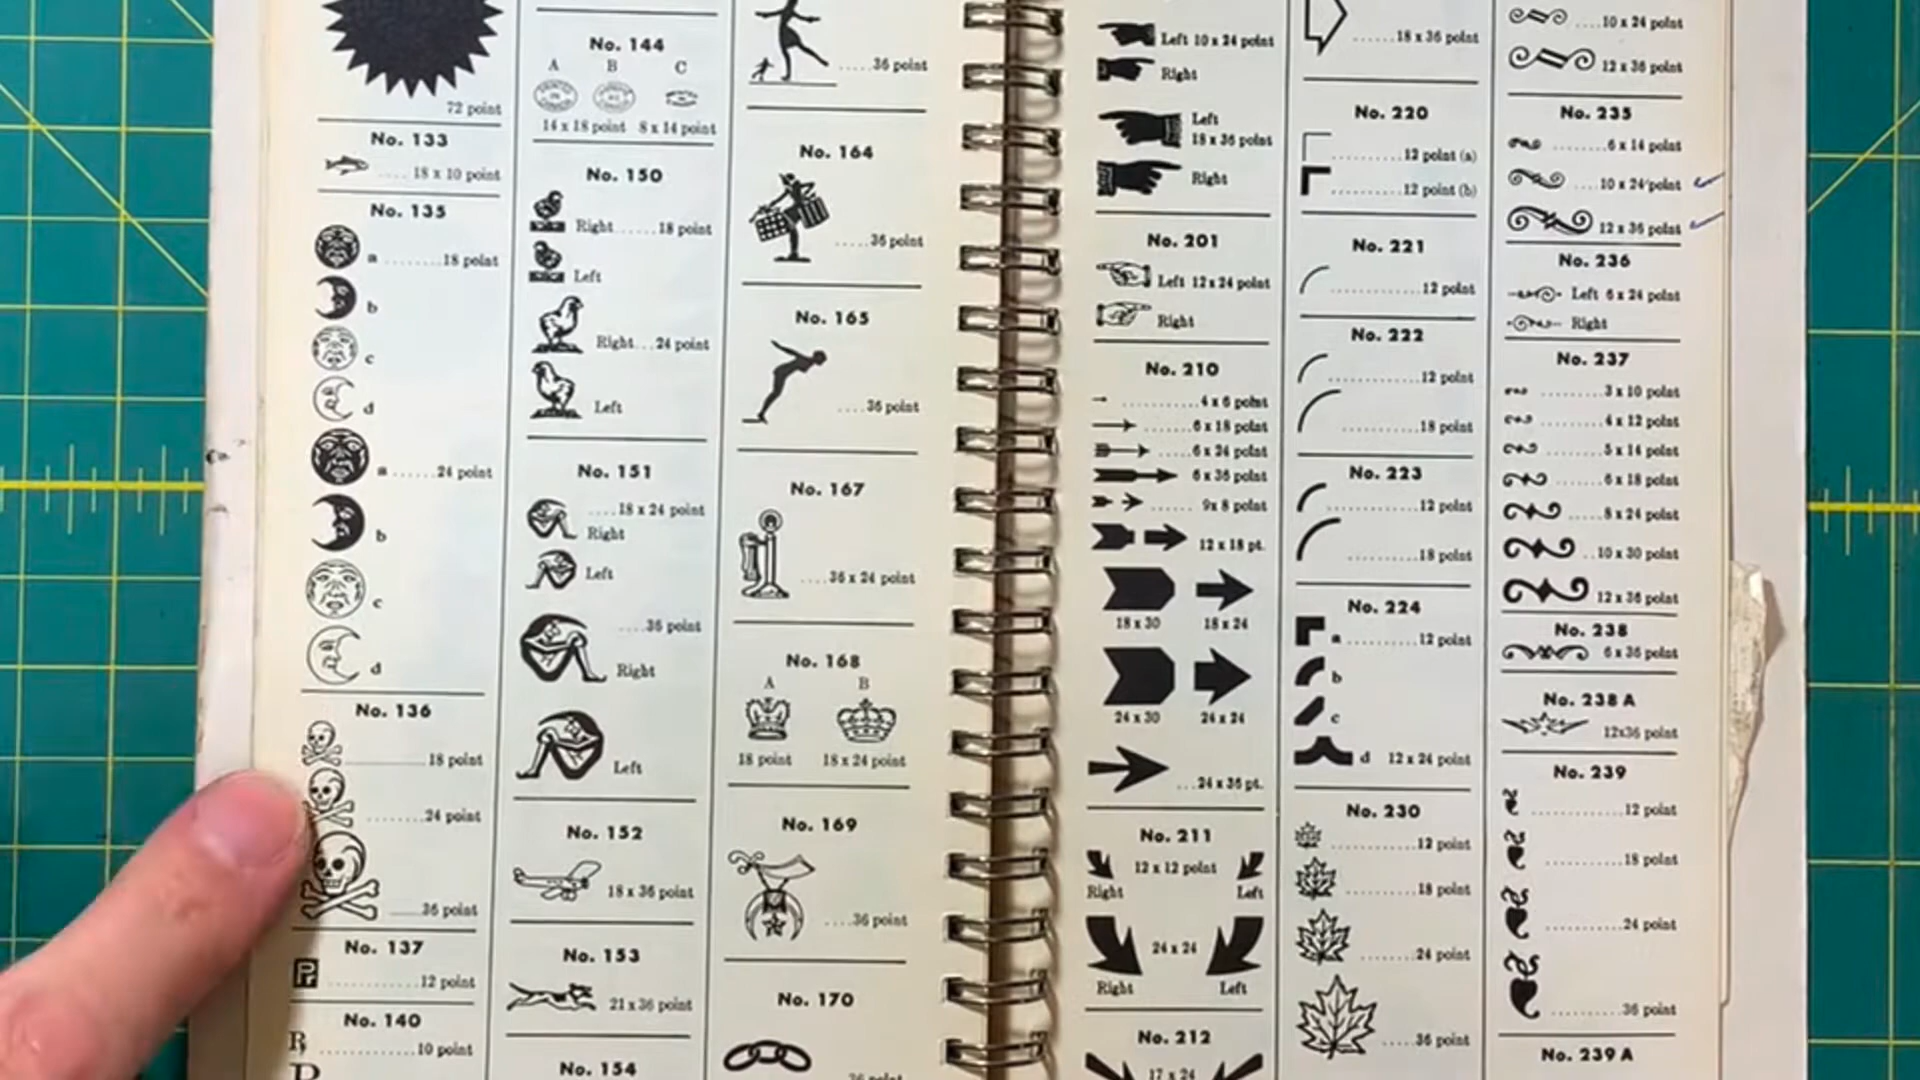 72 point
No. 133
.... 18 x 10 point
No. 135
a ........18 point
b
c
d
a......24 point
b
c
d
No. 136
18 point
........24 point
36 point
No. 137
............12 point
No. 140
R ............10 point
P
No. 144
A B C
14 x 18 point 8 x 14 point
No. 150
Right......18 point
Left
Right...24 point
Left
No. 151
....18 x 24 point
Right
Left
....36 point
Right
Left
No. 152
18 x 36 point
No. 153
21 x 36 point
No. 154
.....36 point
No. 164
.....36 point
No. 165
....36 point
No. 167
....36 x 24 point
No. 168
A B
18 point 18 x 24 point
No. 169
....36 point
No. 170
36 point
Left 10 x 24 point
Right
Left
18 x 36 point
Right
No. 201
Left 12 x 24 point
Right
No. 210
..........4 x 6 point
........6 x 18 point
......6 x 24 point
6 x 36 point
...... 9x 8 point
12 x 18 pt.
18 x 30 18 x 24
24 x 30 24 x 24
...24 x 36 pt.
No. 211
12 x 12 point
Right Left
24 x 24
Right Left
No. 212
17 x 24
......18 x 36 point
No. 220
..........12 point (a)
..........12 point (b)
No. 221
............12 point
No. 222
............12 point
..........18 point
No. 223
............12 point
..........18 point
No. 224
a ..........12 point
b
c
d 12 x 24 point
No. 230
............12 point
..........18 point
........24 point
.....36 point
....10 x 24 point
12 x 36 point
No. 235
........6 x 14 point
....10 x 24 point
12 x 36 point
No. 236
Left 6 x 24 point
Right
No. 237
........3 x 10 point
........4 x 12 point
........5 x 14 point
.......6 x 18 point
.....8 x 24 point
..10 x 30 point
12 x 36 point
No. 238
6 x 36 point
No. 238 A
12x36 point
No. 239
............12 point
............18 point
............24 point
..........36 point
No. 239 A